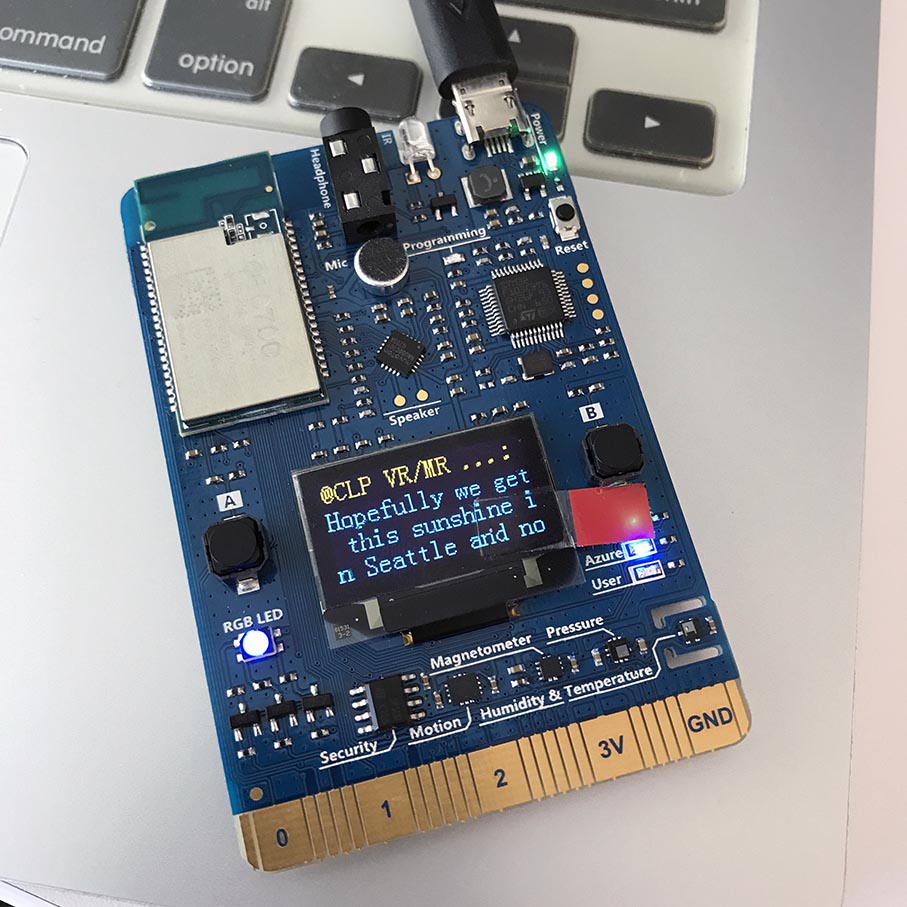 alt
command
option
Headphone
IR
Power
Mic
Programming
Reset
Speaker
B
A
@CLP VR/MR ...:
Hopefully we get
this sunshine i
n Seattle and no
Azure
User
RGB LED
Magnetometer
Pressure
Humidity & Temperature
Motion
Security
0
1
2
3V
GND